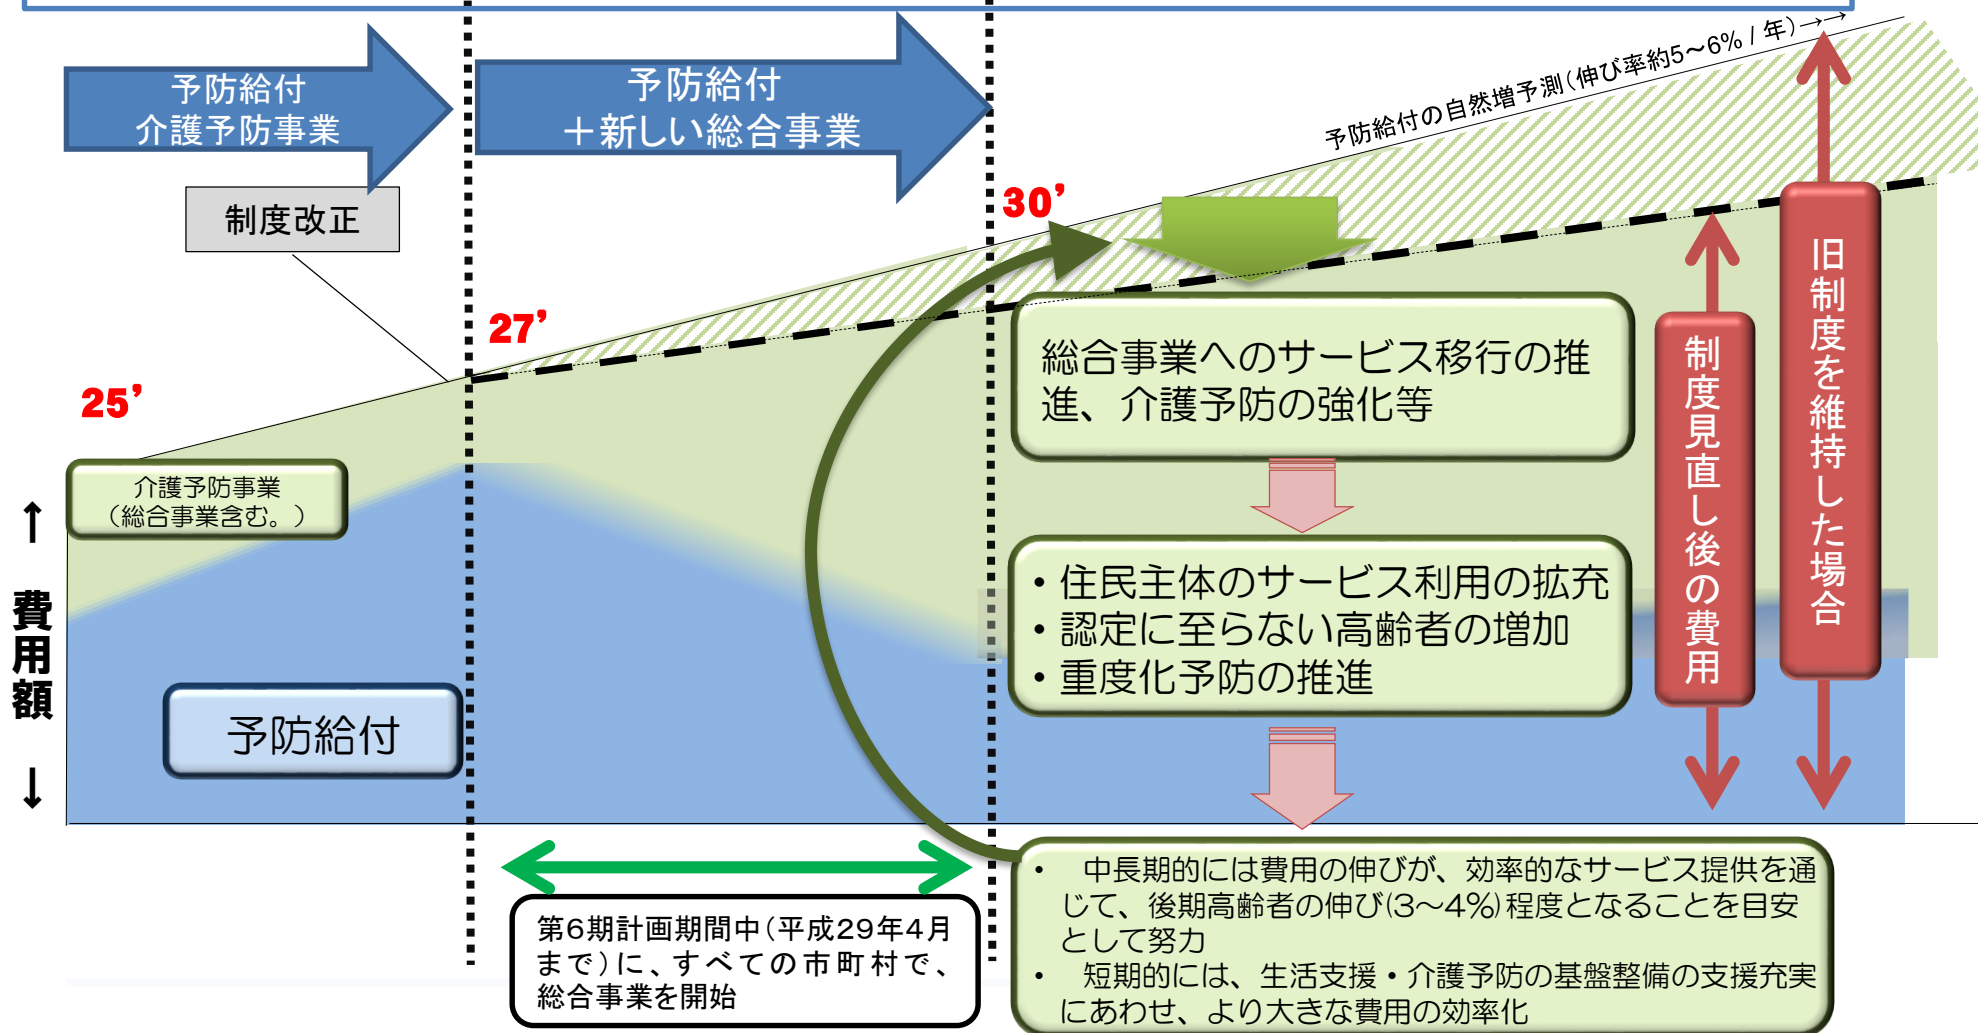 予防給付
介護予防事業
予防給付
＋新しい総合事業
予防給付の自然増予測(伸び率約5～6% / 年)→→
制度改正
25’
27’
30’
総合事業へのサービス移行の推
進、介護予防の強化等
介護予防事業
（総合事業含む。）
・住民主体のサービス利用の拡充
・認定に至らない高齢者の増加
・重度化予防の推進
制度見直し後の費用
旧制度を維持した場合
↑
費用額
↓
予防給付
第6期計画期間中(平成29年4月
まで)に、すべての市町村で、
総合事業を開始
・ 中長期的には費用の伸びが、効率的なサービス提供を通
じて、後期高齢者の伸び(3～4%)程度となることを目安
として努力
・ 短期的には、生活支援・介護予防の基盤整備の支援充実
にあわせ、より大きな費用の効率化